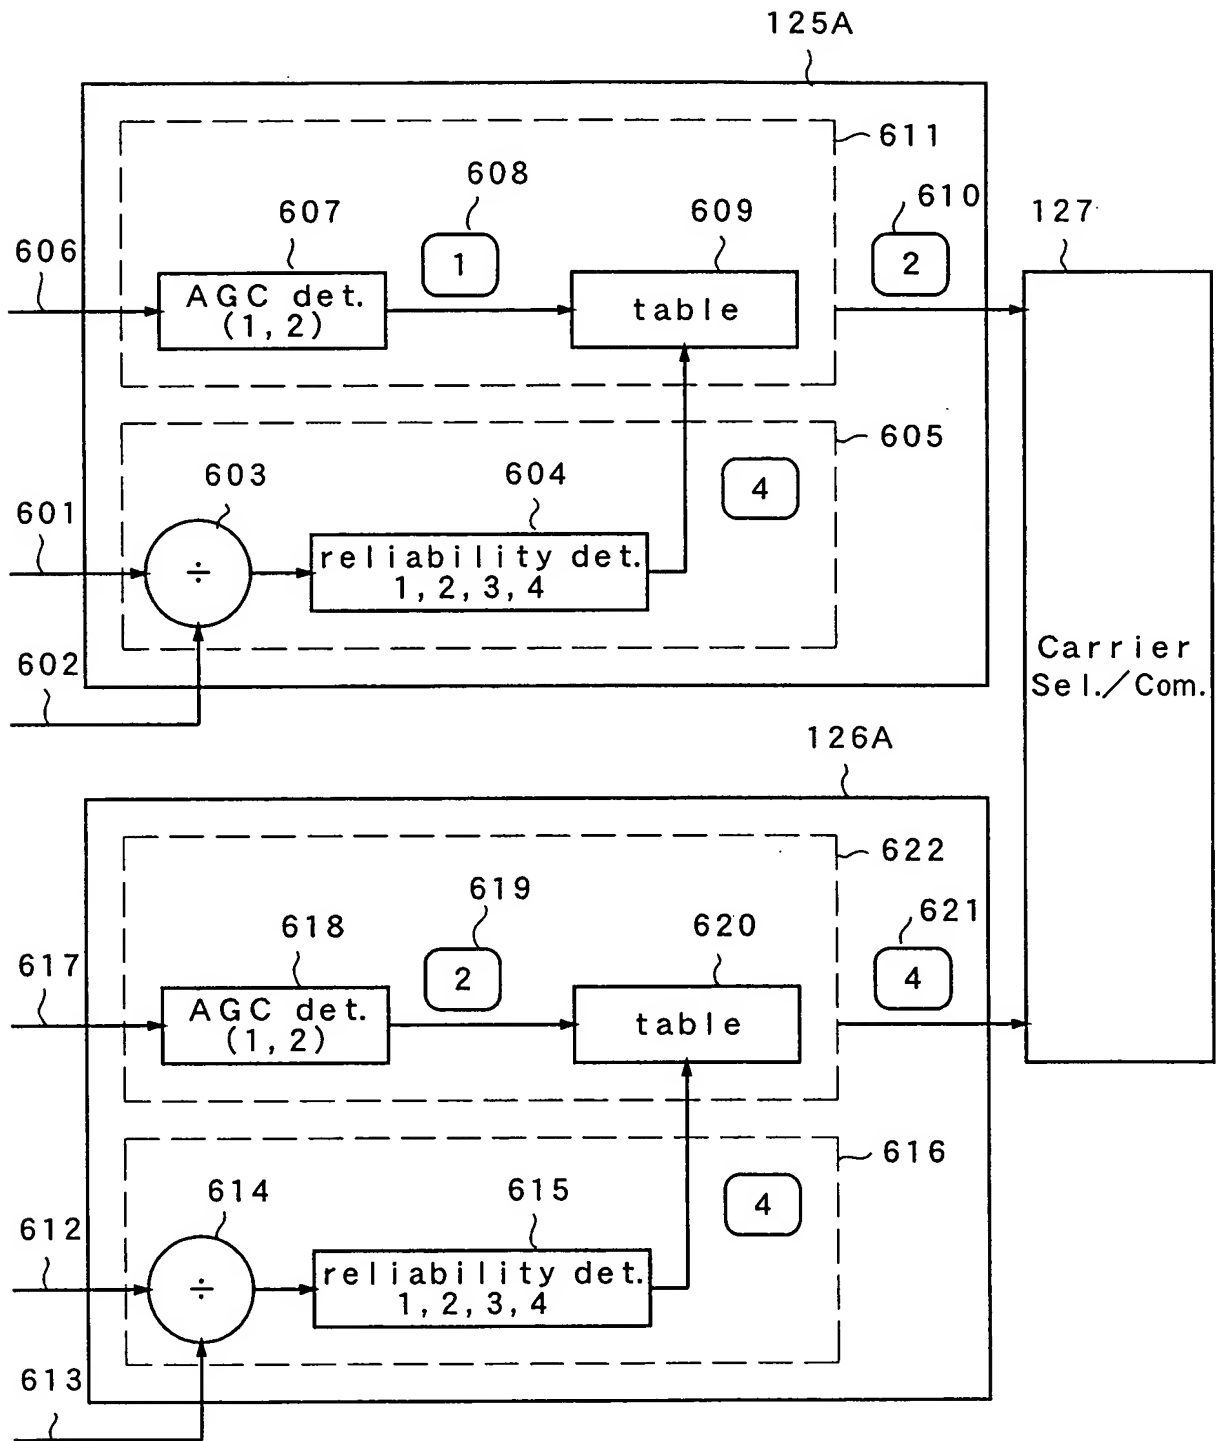 125A
611
608
610
607
609
127
606
1
2
AGC det.
(1, 2)
table
605
603
604
4
601
÷
reliability det.
1, 2, 3, 4
602
Carrier
Sel./Com.
126A
622
619
621
618
620
617
2
4
AGC det.
(1, 2)
table
616
614
615
4
612
÷
reliability det.
1, 2, 3, 4
613